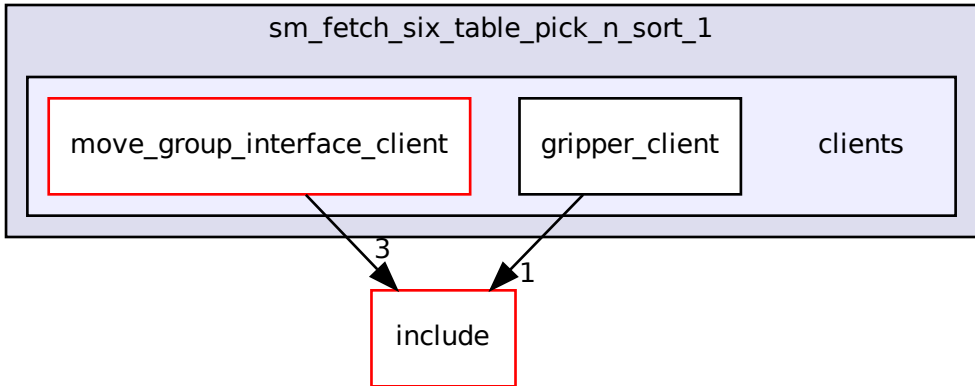 sm_fetch_six_table_pick_n_sort_1
move_group_interface_client
gripper_client
clients
3
1
include